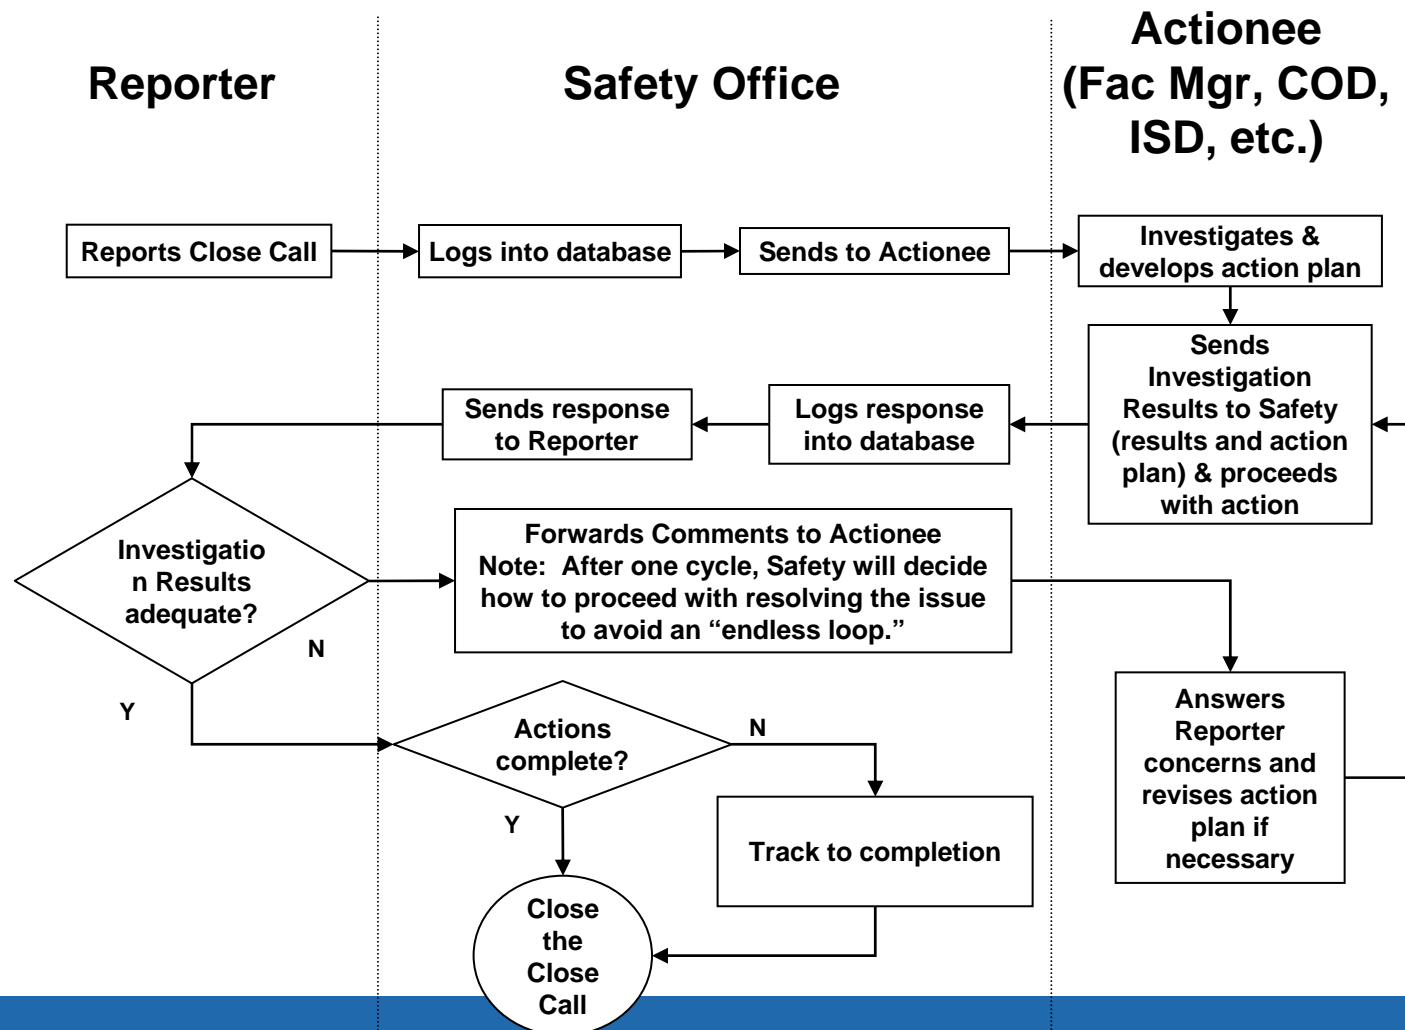 Reporter
Safety Office
Actionee
(Fac Mgr, COD,
ISD, etc.)
Reports Close Call
Logs into database
Sends to Actionee
Investigates &
develops action plan
Sends
Investigation
Results to Safety
(results and action
plan) & proceeds
with action
Logs response
into database
Sends response
to Reporter
Investigatio
n Results
adequate?
N
Y
Forwards Comments to Actionee
Note:  After one cycle, Safety will decide
how to proceed with resolving the issue
to avoid an “endless loop.”
Answers
Reporter
concerns and
revises action
plan if
necessary
Actions
complete?
N
Y
Track to completion
Close
the
Close
Call